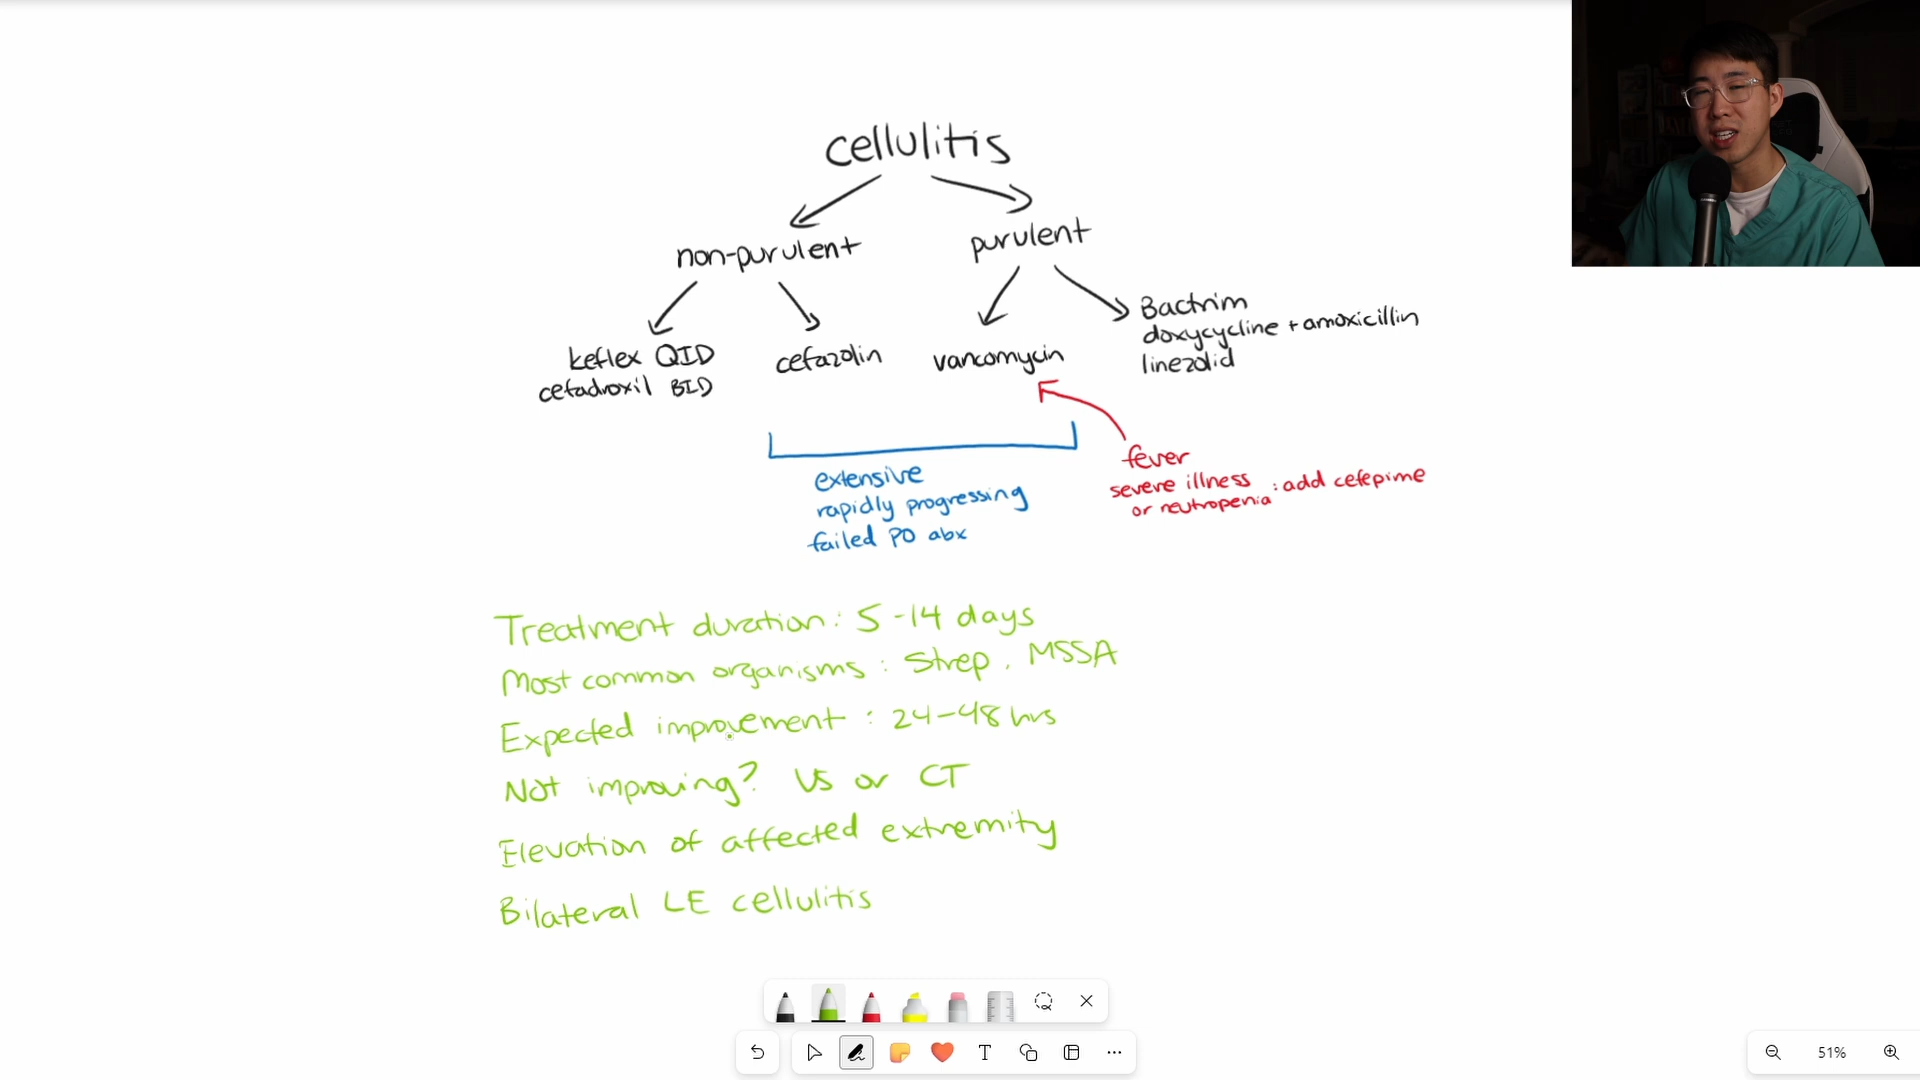 cellulitis
non-purulent
purulent
keflex QID
cefadroxil BID
cefazolin
vancomycin
Bactrim
doxycycline + amoxicillin
linezolid
extensive
rapidly progressing
failed PO abx
fever
severe illness
or neutropenia : add cefepime
Treatment duration: 5-14 days
Most common organisms: Strep, MSSA
Expected improvement: 24-48 hrs
Not improving? US or CT
Elevation of affected extremity
Bilateral LE cellulitis
T
51%